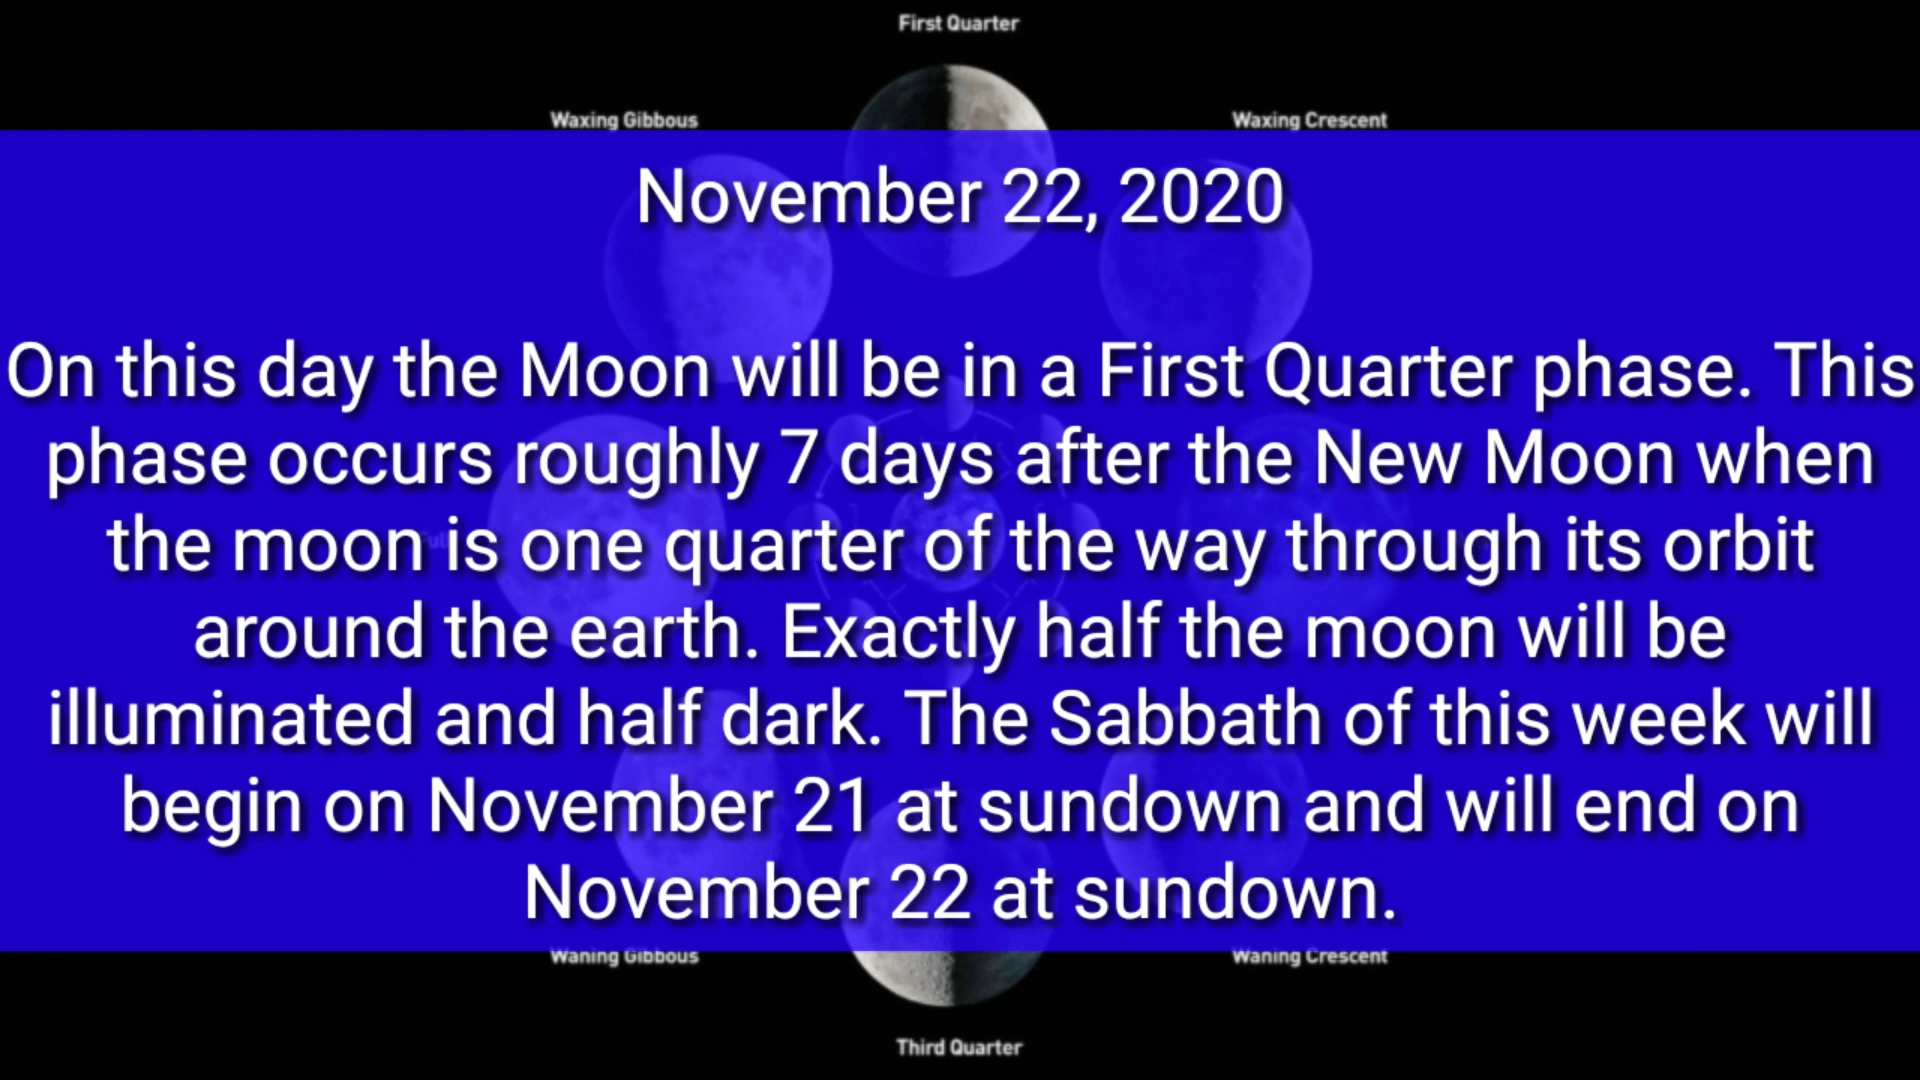 First Quarter
Waxing Gibbous
Waxing Crescent
November 22, 2020
On this day the Moon will be in a First Quarter phase. This
phase occurs roughly 7 days after the New Moon when
the moon is one quarter of the way through its orbit
around the earth. Exactly half the moon will be
illuminated and half dark. The Sabbath of this week will
begin on November 21 at sundown and will end on
November 22 at sundown.
Waning Gibbous
Waning Crescent
Third Quarter